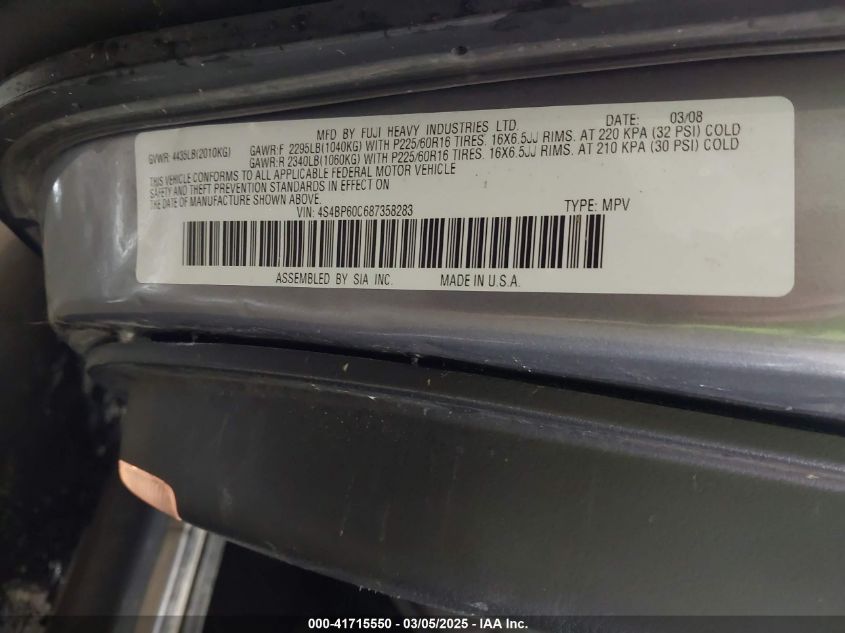 MFD BY FUJI HEAVY INDUSTRIES LTD. DATE: 03/08
GVWR: 4435LB(2010KG) GAWR:F 2295LB(1040KG) WITH P225/60R16 TIRES. 16X6.5JJ RIMS. AT 220 KPA (32 PSI) COLD
GAWR:R 2340LB(1060KG) WITH P225/60R16 TIRES. 16X6.5JJ RIMS. AT 210 KPA (30 PSI) COLD
THIS VEHICLE CONFORMS TO ALL APPLICABLE FEDERAL MOTOR VEHICLE
SAFETY AND THEFT PREVENTION STANDARDS IN EFFECT ON
THE DATE OF MANUFACTURE SHOWN ABOVE.
VIN: 4S4BP60C687358283 TYPE: MPV
ASSEMBLED BY SIA INC. MADE IN U.S.A.
000-41715550 - 03/05/2025 - IAA Inc.